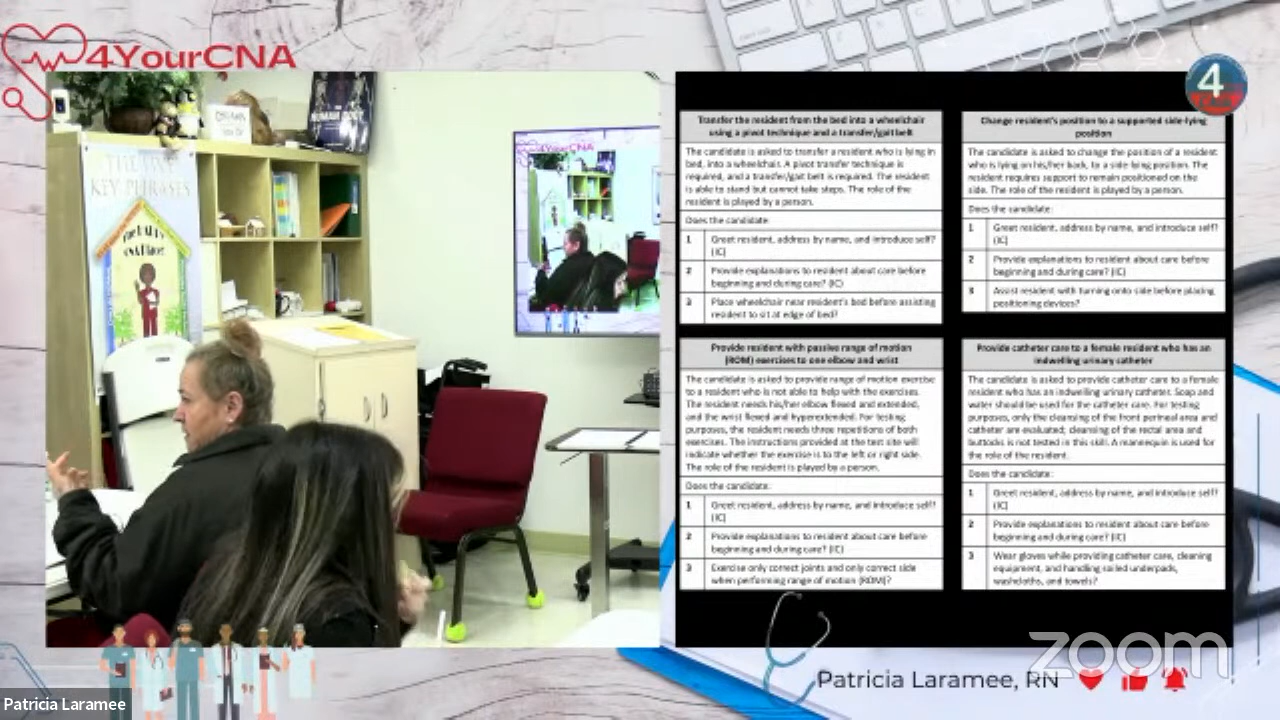 4YourCNA
4
THE FIVE
KEY PHRASES
The HAPPY
CNA Place
HUMAN BODY
4YourCNA
Transfer the resident from the bed into a wheelchair
using a pivot technique and a transfer/gait belt
The candidate is asked to transfer a resident who is lying in
bed, into a wheelchair. A pivot transfer technique is
required, and a transfer/gait belt is required. The resident
is able to stand but cannot take steps. The role of the
resident is played by a person.
Does the candidate:
1 Greet resident, address by name, and introduce self?
(IC)
2 Provide explanations to resident about care before
beginning and during care? (IC)
3 Place wheelchair near resident's bed before assisting
resident to sit at edge of bed?
Change resident's position to a supported side-lying
position
The candidate is asked to change the position of a resident
who is lying on his/her back, to a side-lying position. The
resident requires support to remain positioned on the
side. The role of the resident is played by a person.
Does the candidate:
1 Greet resident, address by name, and introduce self?
(IC)
2 Provide explanations to resident about care before
beginning and during care? (IC)
3 Assist resident with turning onto side before placing
positioning devices?
Provide resident with passive range of motion
(ROM) exercises to one elbow and wrist
The candidate is asked to provide range of motion exercise
to a resident who is not able to help with the exercises.
The resident needs his/her elbow flexed and extended,
and the wrist flexed and hyperextended. For testing
purposes, the resident needs three repetitions of both
exercises. The instructions provided at the test site will
indicate whether the exercise is to the left or right side.
The role of the resident is played by a person.
Does the candidate:
1 Greet resident, address by name, and introduce self?
(IC)
2 Provide explanations to resident about care before
beginning and during care? (IC)
3 Exercise only correct joints and only correct side
when performing range of motion (ROM)?
Provide catheter care to a female resident who has an
indwelling urinary catheter
The candidate is asked to provide catheter care to a female
resident who has an indwelling urinary catheter. Soap and
water should be used for the catheter care. For testing
purposes, only the cleansing of the front perineal area and
catheter are evaluated; cleansing of the rectal area and
buttocks is not tested in this skill. A mannequin is used for
the role of the resident.
Does the candidate:
1 Greet resident, address by name, and introduce self?
(IC)
2 Provide explanations to resident about care before
beginning and during care? (IC)
3 Wear gloves while providing catheter care, cleaning
equipment, and handling soiled underpads,
washcloths, and towels?
zoom
Patricia Laramee, RN
Patricia Laramee